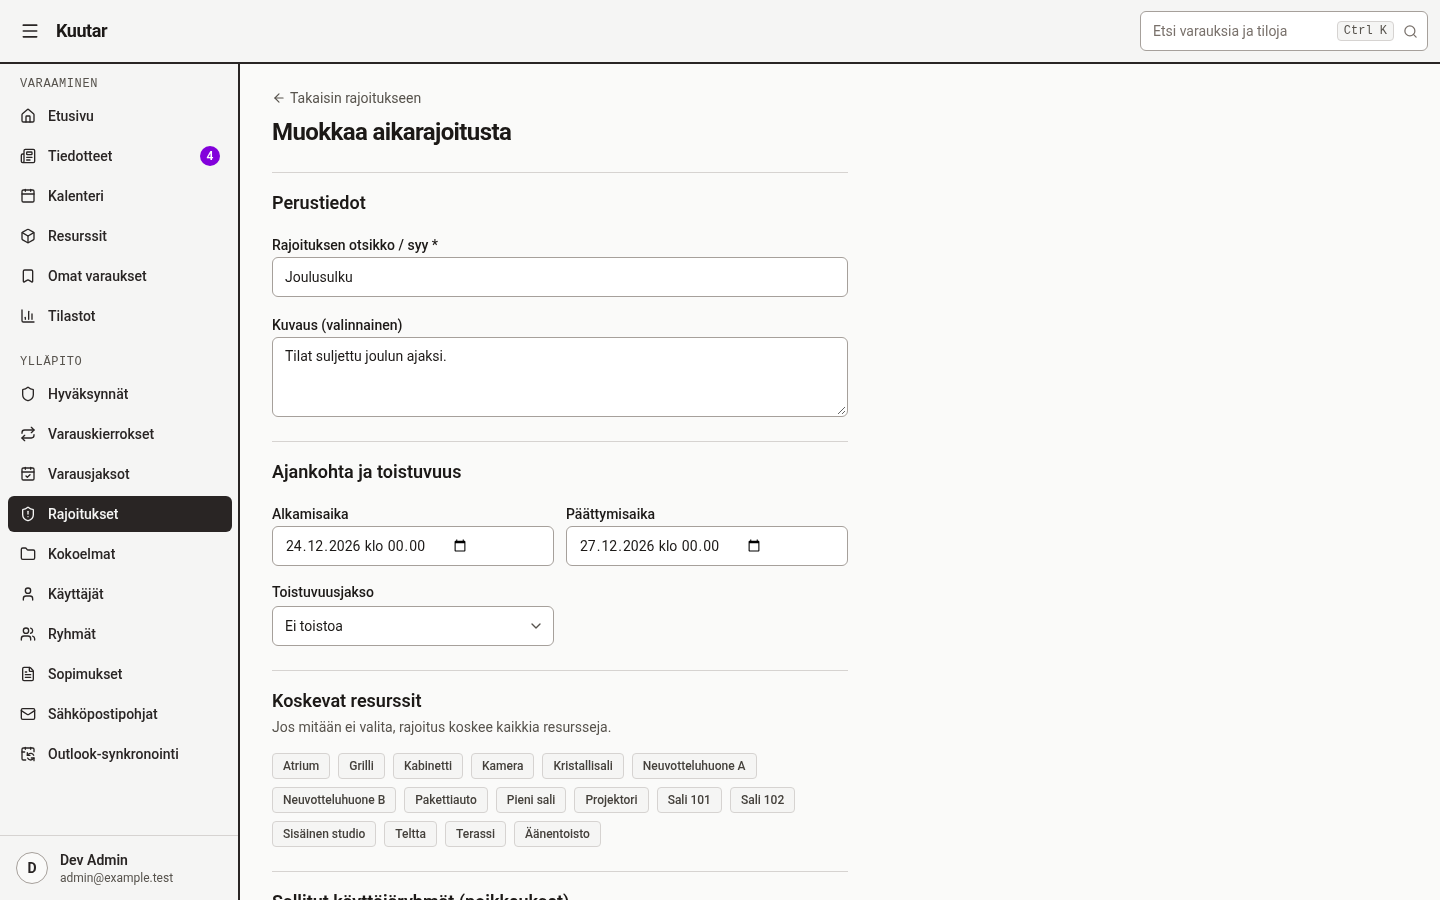 Kuutar
Etsi varauksia ja tiloja
Ctrl K
VARAAMINEN
Etusivu
Tiedotteet
4
Kalenteri
Resurssit
Omat varaukset
Tilastot
YLLÄPITO
Hyväksynnät
Varauskierrokset
Varausjaksot
Rajoitukset
Kokoelmat
Käyttäjät
Ryhmät
Sopimukset
Sähköpostipohjat
Outlook-synkronointi
D
Dev Admin
admin@example.test
Takaisin rajoitukseen
Muokkaa aikarajoitusta
Perustiedot
Rajoituksen otsikko / syy *
Joulusulku
Kuvaus (valinnainen)
Tilat suljettu joulun ajaksi.
Ajankohta ja toistuvuus
Alkamisaika
Päättymisaika
24.12.2026 klo 00.00
27.12.2026 klo 00.00
Toistuvuusjakso
Ei toistoa
Koskevat resurssit
Jos mitään ei valita, rajoitus koskee kaikkia resursseja.
Atrium Grilli Kabinetti Kamera Kristallisali Neuvotteluhuone A
Neuvotteluhuone B Pakettiauto Pieni sali Projektori Sali 101 Sali 102
Sisäinen studio Teltta Terassi Äänentoisto
Sallitut käyttäjäryhmät (poikkeukset)